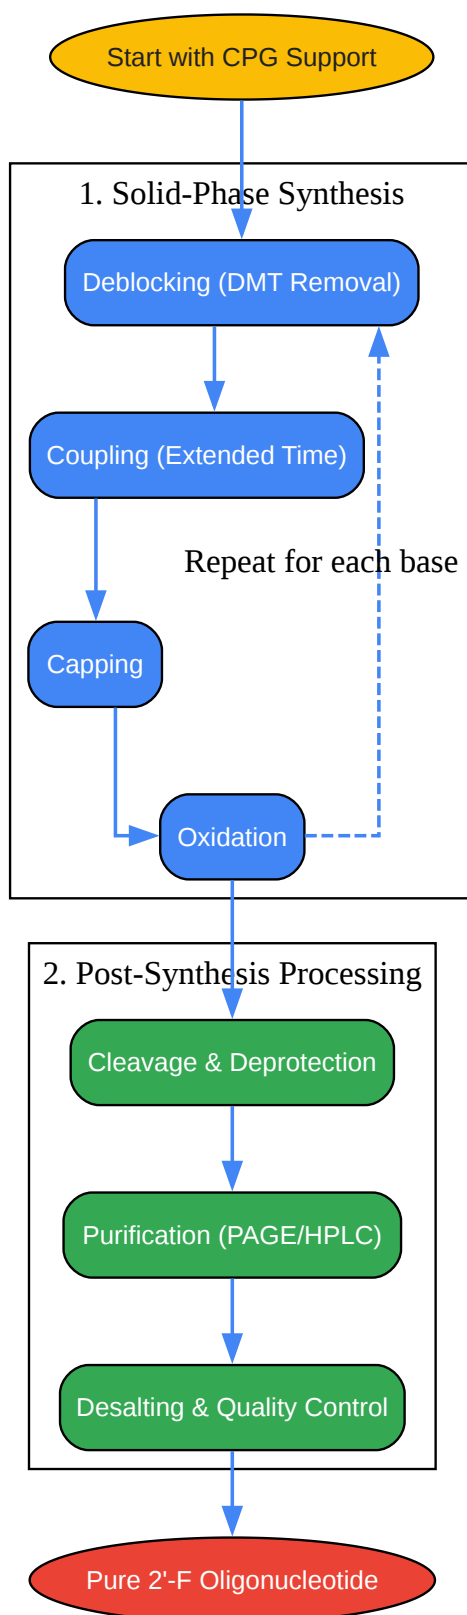 Start with CPG Support
1. Solid-Phase Synthesis
Deblocking (DMT Removal)
Coupling (Extended Time)
Repeat for each base
Capping
Oxidation
2. Post-Synthesis Processing
Cleavage & Deprotection
Purification (PAGE/HPLC)
Desalting & Quality Control
Pure 2'-F Oligonucleotide